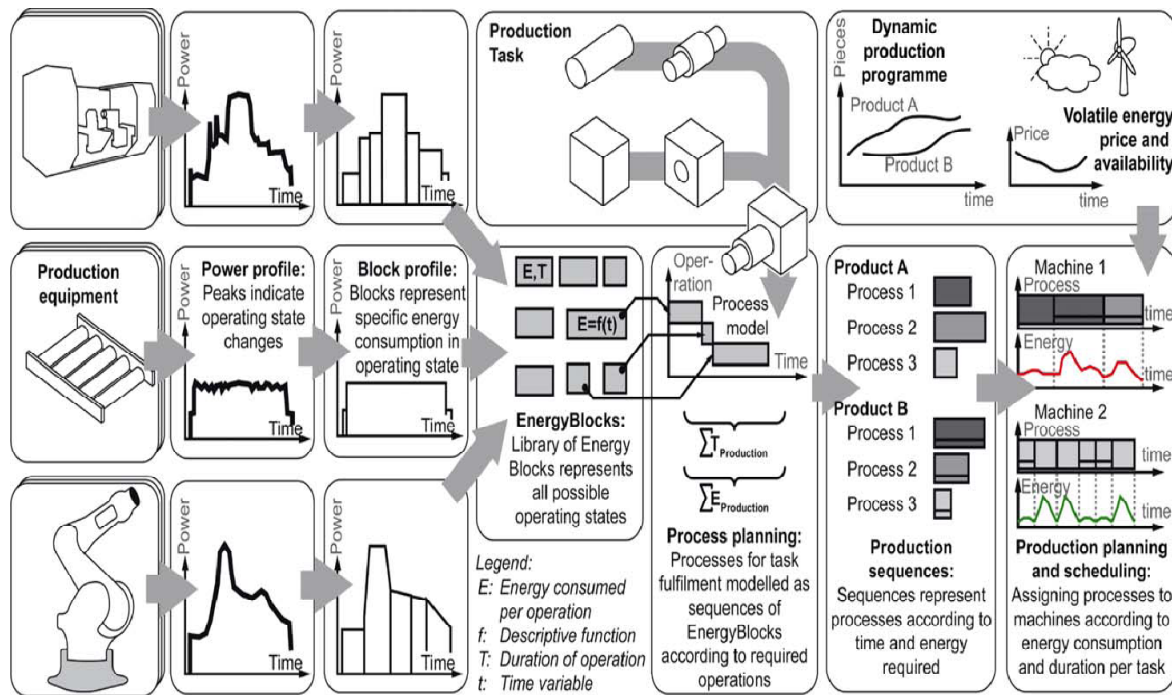 Power
Time
Power
Time
Production
Task
Pieces
Dynamic
production
programme
Product A
Product B
time
Volatile energy
price and
availability
Price
time
Production
equipment
Power
Power profile:
Peaks indicate
operating state
changes
Time
Power
Block profile:
Blocks represent
specific energy
consumption in
operating state
Time
E,T
E=f(t)
EnergyBlocks:
Library of Energy
Blocks represents
all possible
operating states
Oper-
ration
Process
model
Time
∑T Production
∑E Production
Process planning:
Processes for task
fulfilment modelled as
sequences of
EnergyBlocks
according to required
operations
Product A
Process 1
Process 2
Process 3
Product B
Process 1
Process 2
Process 3
Production
sequences:
Sequences represent
processes according to
time and energy
required
Machine 1
Process
time
Energy
time
Machine 2
Process
time
Energy
time
Production planning
and scheduling:
Assigning processes to
machines according to
energy consumption
and duration per task
Power
Time
Power
Time
Legend:
E: Energy consumed
per operation
f: Descriptive function
T: Duration of operation
t: Time variable